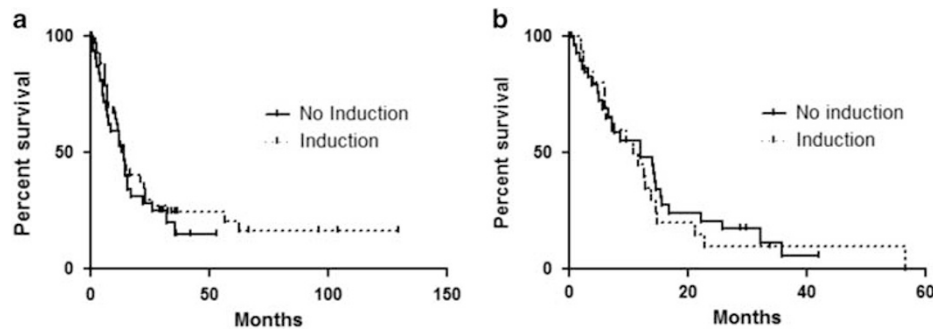 a
Percent survival
100
50
0
No Induction
Induction
0
50
100
150
Months
b
Percent survival
100
50
0
No induction
Induction
0
20
40
60
Months